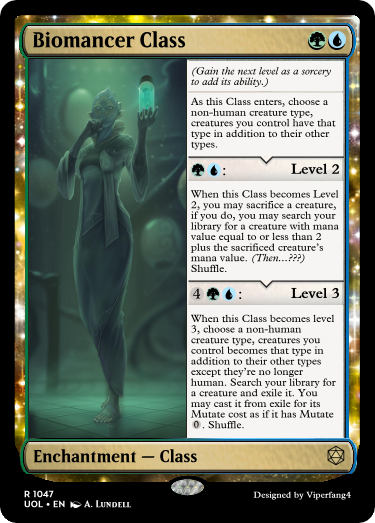 Biomancer Class
(Gain the next level as a sorcery
to add its ability.)
As this Class enters, choose a
non-human creature type,
creatures you control have that
type in addition to their other
types.
: Level 2
When this Class becomes Level
2, you may sacrifice a creature,
if you do, you may search your
library for a creature with mana
value equal to or less than 2
plus the sacrificed creature's
mana value. (Then...???)
Shuffle.
4 : Level 3
When this Class becomes level
3, choose a non-human
creature type, creatures you
control becomes that type in
addition to their other types
except they're no longer
human. Search your library for
a creature and exile it. You
may cast it from exile for its
Mutate cost as if it has Mutate
0. Shuffle.
Enchantment — Class
R 1047
UOL • EN A. Lundell
Designed by Viperfang4